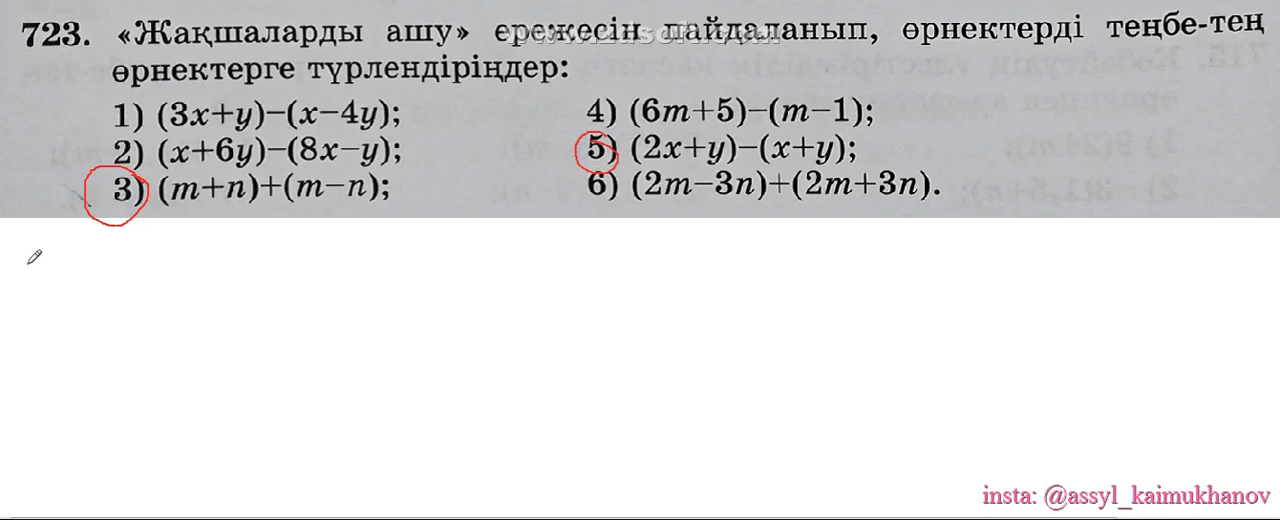 723. «Жақшаларды ашу» ережесін пайдаланып, өрнектерді теңбе-тең
өрнектерге түрлендіріңдер:
1) (3x+y)–(x–4y);
2) (x+6y)–(8x–y);
3) (m+n)+(m–n);
4) (6m+5)–(m–1);
5) (2x+y)–(x+y);
6) (2m–3n)+(2m+3n).
insta: @assyl_kaimukhanov